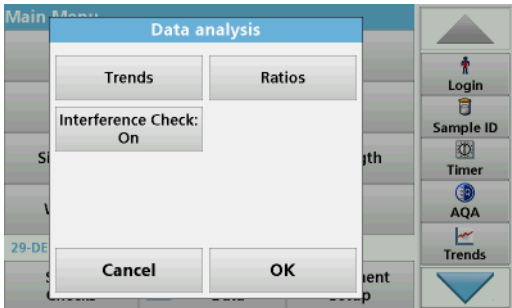 Main Menu
Data analysis
Trends
Ratios
Interference Check:
On
Login
Sample ID
Timer
AQA
Trends
29-DE
Cancel
OK